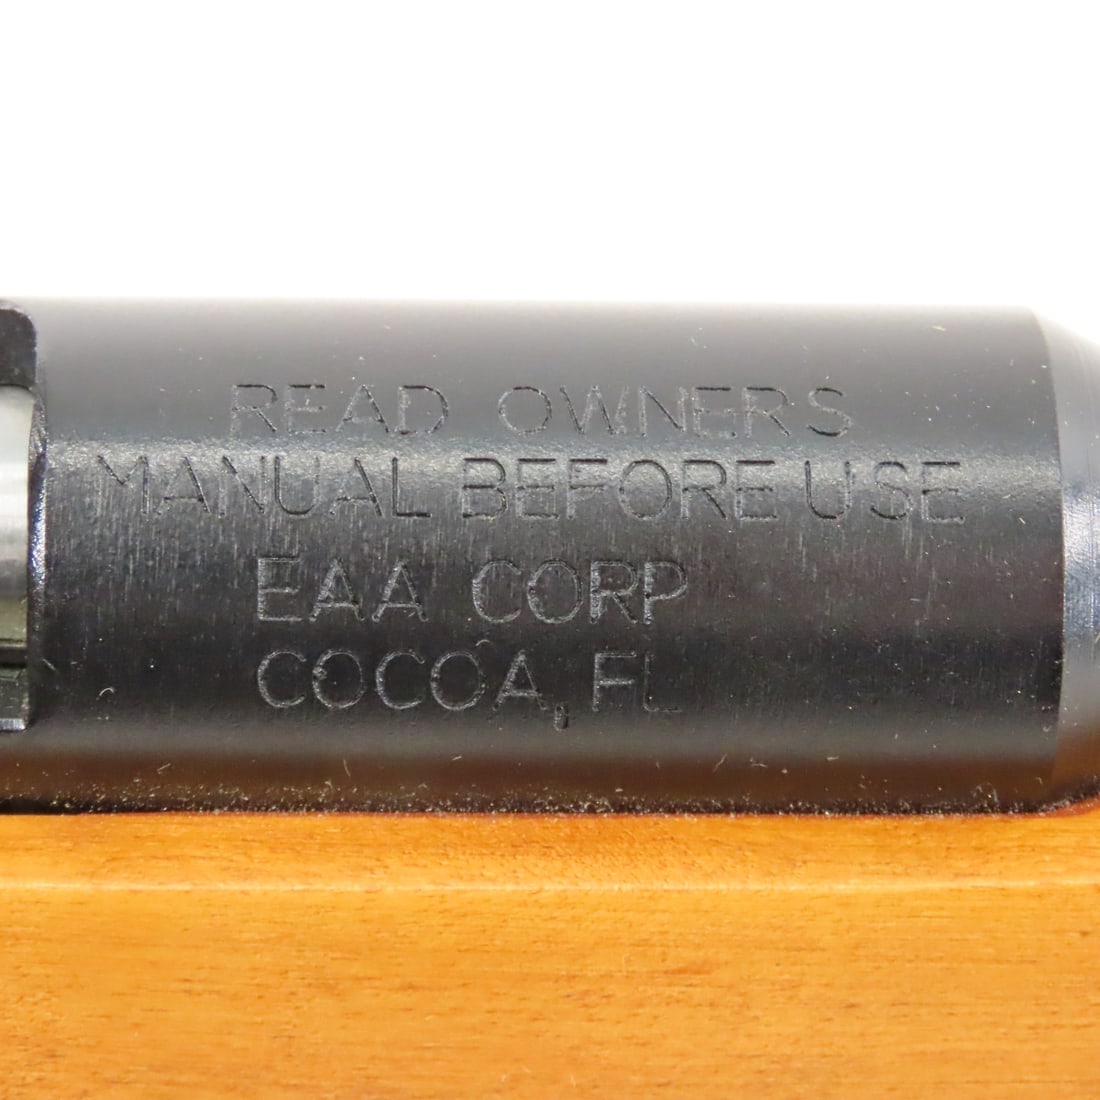 READ OWNERS
MANUAL BEFORE USE
EAA CORP
COCOA, FL